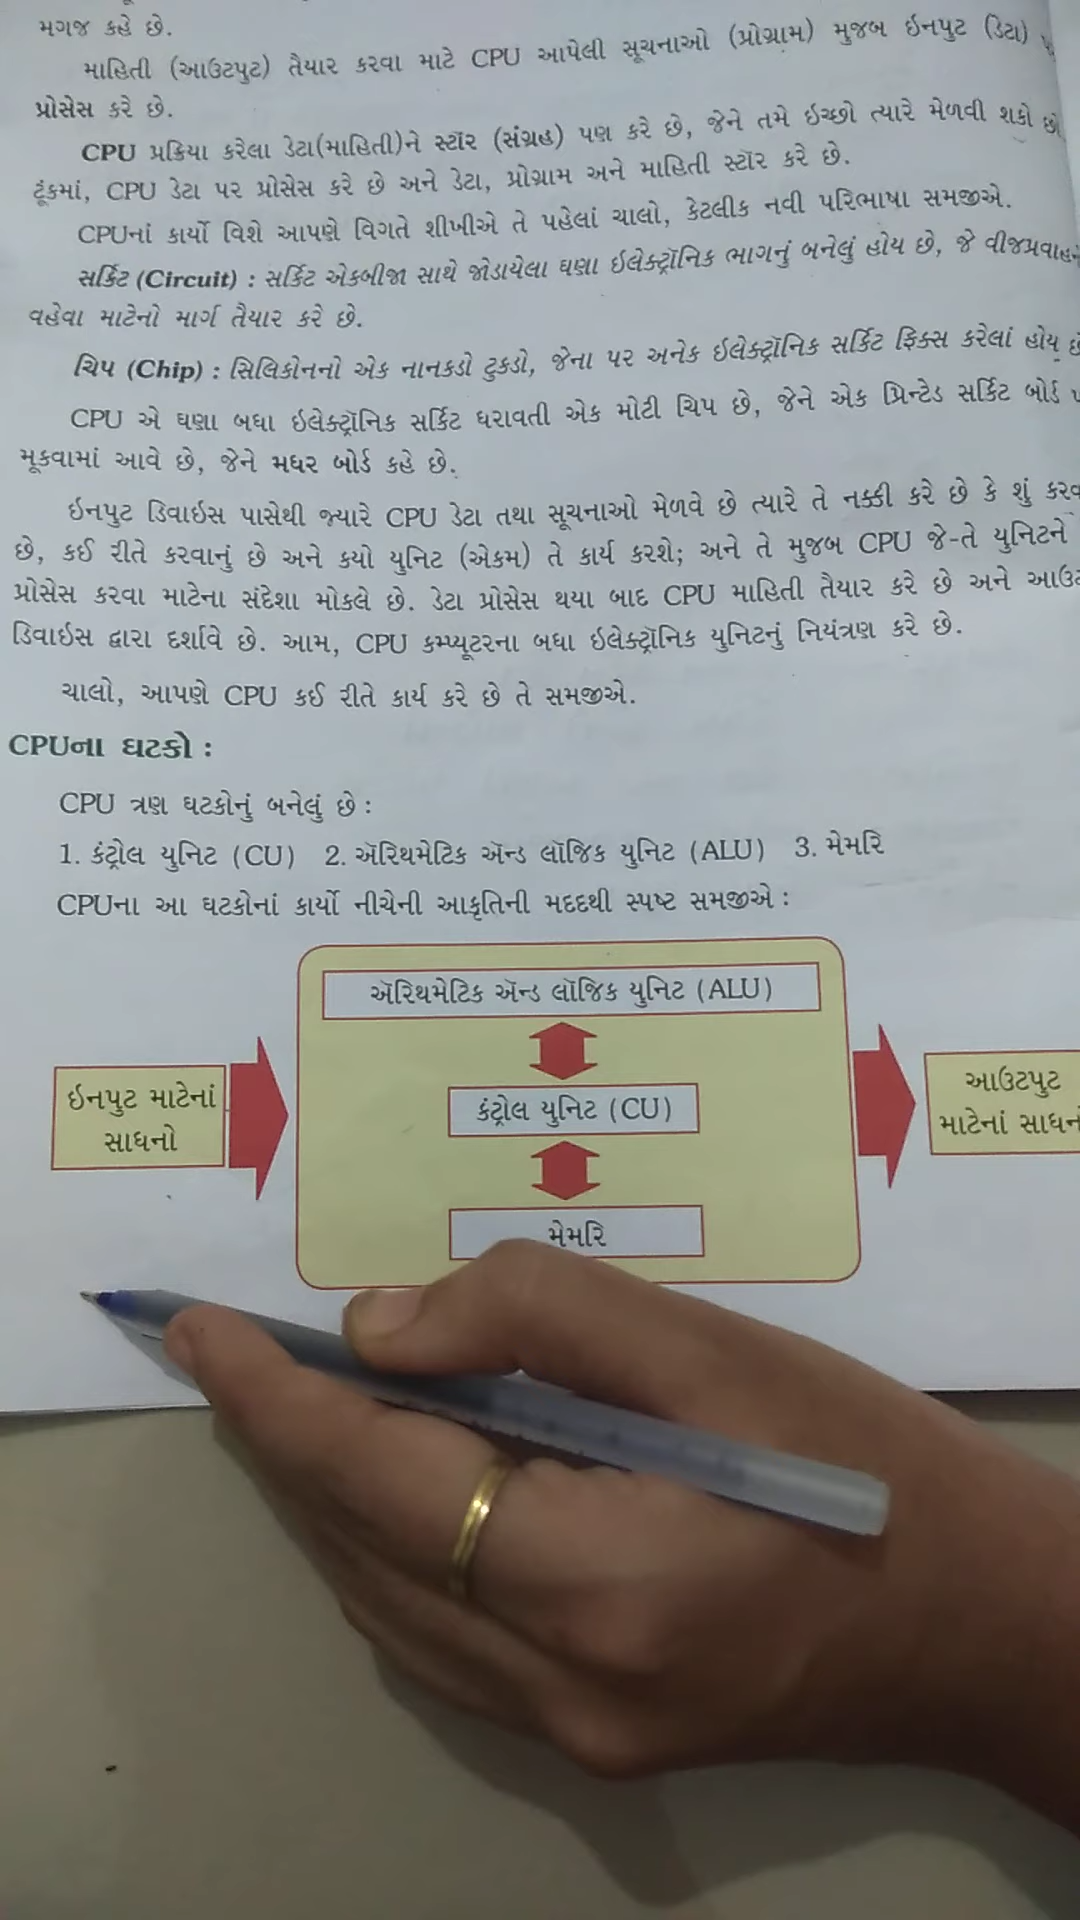 મગજ કહે છે.
માહિતી (આઉટપુટ) તૈયાર કરવા માટે CPU આપેલી સૂચનાઓ (પ્રોગ્રામ) મુજબ ઈનપુટ (ડેટા)
પ્રોસેસ કરે છે.
CPU પ્રક્રિયા કરેલા ડેટા(માહિતી)ને સ્ટૉર (સંગ્રહ) પણ કરે છે, જેને તમે ઇચ્છો ત્યારે મેળવી શકો છો
ટૂંકમાં, CPU ડેટા પર પ્રોસેસ કરે છે અને ડેટા, પ્રોગ્રામ અને માહિતી સ્ટૉર કરે છે.
CPUનાં કાર્યો વિશે આપણે વિગતે શીખીએ તે પહેલાં ચાલો, કેટલીક નવી પરિભાષા સમજીએ.
સર્કિટ (Circuit) : સર્કિટ એકબીજા સાથે જોડાયેલા ઘણા ઇલેક્ટ્રૉનિક ભાગનું બનેલું હોય છે, જે વીજપ્રવાહને
વહેવા માટેનો માર્ગ તૈયાર કરે છે.
ચિપ (Chip) : સિલિકોનનો એક નાનકડો ટુકડો, જેના પર અનેક ઇલેક્ટ્રૉનિક સર્કિટ ફિક્સ કરેલાં હોય છે
CPU એ ઘણા બધા ઇલેક્ટ્રૉનિક સર્કિટ ધરાવતી એક મોટી ચિપ છે, જેને એક પ્રિન્ટેડ સર્કિટ બોર્ડ
મૂકવામાં આવે છે, જેને મધર બોર્ડ કહે છે.
ઇનપુટ ડિવાઇસ પાસેથી જ્યારે CPU ડેટા તથા સૂચનાઓ મેળવે છે ત્યારે તે નક્કી કરે છે કે શું
છે, કઈ રીતે કરવાનું છે અને કયો યુનિટ (એકમ) તે કાર્ય કરશે; અને તે મુજબ CPU જે-તે યુનિટને
પ્રોસેસ કરવા માટેના સંદેશા મોકલે છે. ડેટા પ્રોસેસ થયા બાદ CPU માહિતી તૈયાર કરે છે અને
ડિવાઇસ દ્વારા દર્શાવે છે. આમ, CPU કમ્પ્યૂટરના બધા ઇલેક્ટ્રૉનિક યુનિટનું નિયંત્રણ કરે છે.
ચાલો, આપણે CPU કઈ રીતે કાર્ય કરે છે તે સમજીએ.
CPUના ઘટકો :
CPU ત્રણ ઘટકોનું બનેલું છે :
1. કંટ્રોલ યુનિટ (CU) 2. ઍરિથમેટિક ઍન્ડ લૉજિક યુનિટ (ALU) 3. મેમરિ
CPUના આ ઘટકોનાં કાર્યો નીચેની આકૃતિની મદદથી સ્પષ્ટ સમજીએ :
ઍરિથમેટિક ઍન્ડ લૉજિક યુનિટ (ALU)
ઇનપુટ માટેનાં
સાધનો
કંટ્રોલ યુનિટ (CU)
મેમરિ
આઉટપુટ
માટેનાં